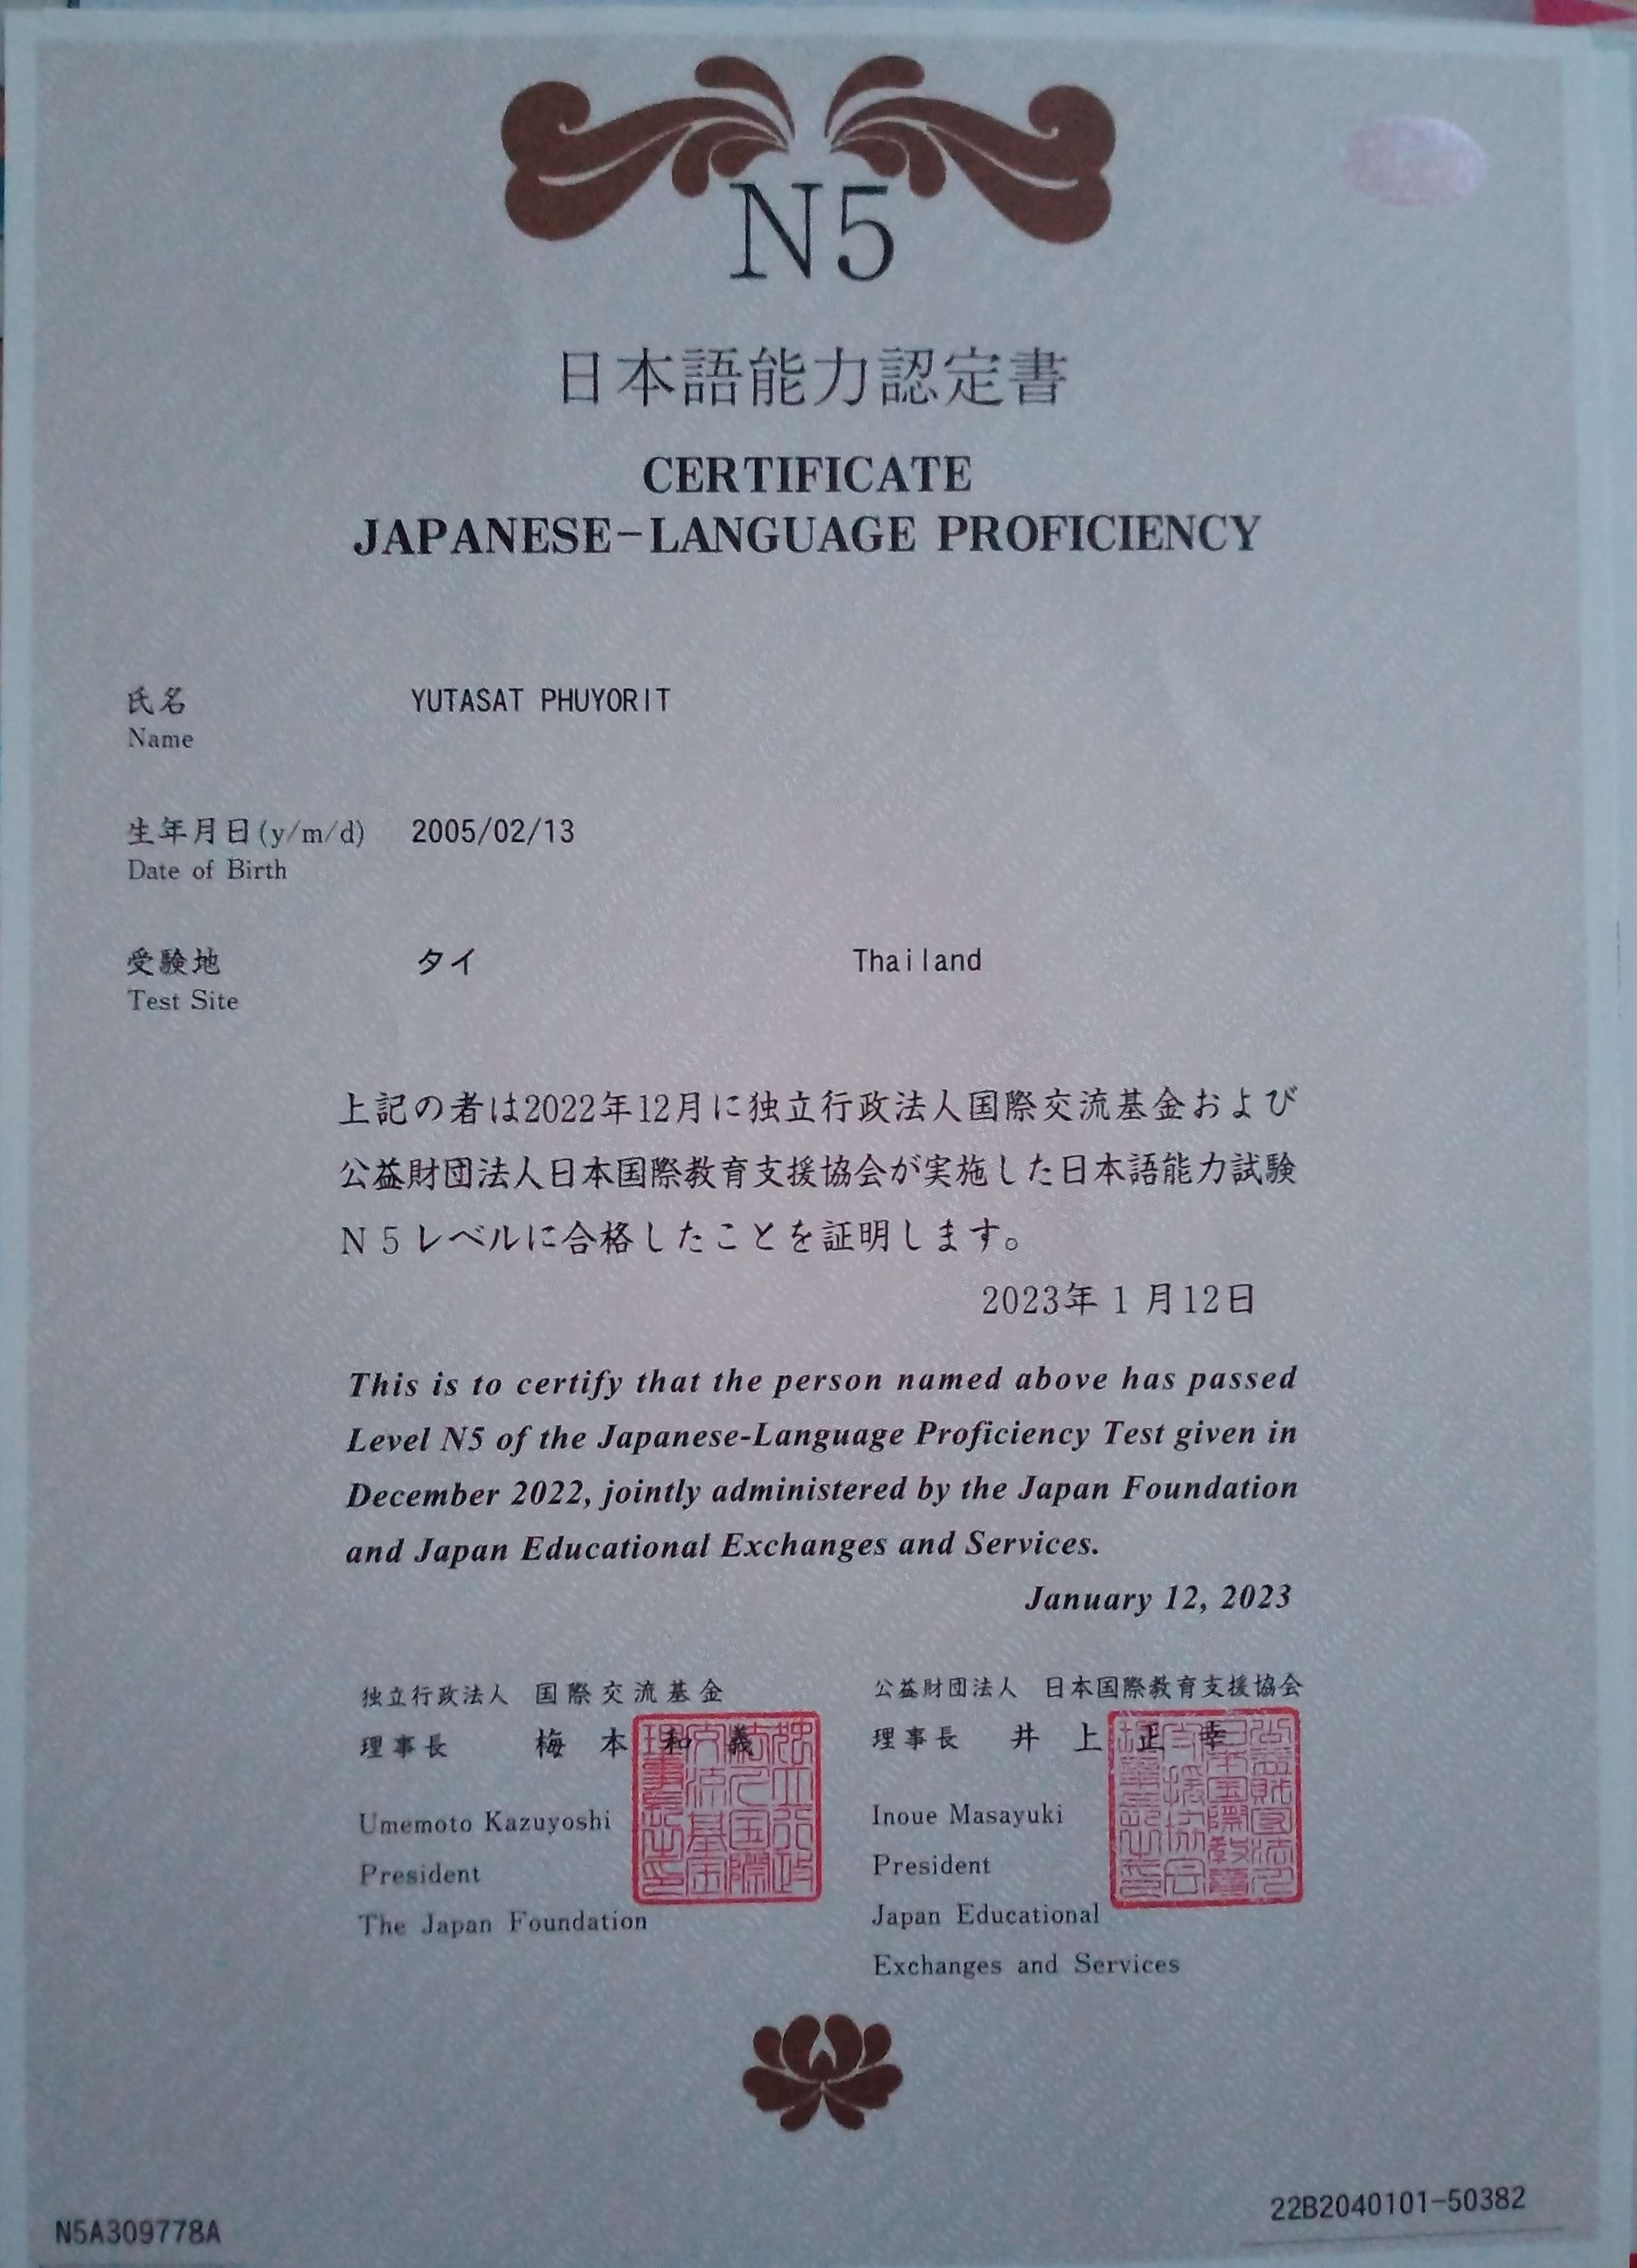 N5
日本語能力認定書
CERTIFICATE
JAPANESE-LANGUAGE PROFICIENCY
氏名 YUTASAT PHUYORIT
Name
生年月日(y/m/d) 2005/02/13
Date of Birth
受験地 タイ Thailand
Test Site
上記の者は2022年12月に独立行政法人国際交流基金および
公益財団法人日本国際教育支援協会が実施した日本語能力試験
N5レベルに合格したことを証明します。
2023年1月12日
This is to certify that the person named above has passed
Level N5 of the Japanese-Language Proficiency Test given in
December 2022, jointly administered by the Japan Foundation
and Japan Educational Exchanges and Services.
January 12, 2023
独立行政法人 国際交流基金
理事長 梅本和義
Umemoto Kazuyoshi
President
The Japan Foundation
公益財団法人 日本国際教育支援協会
理事長 井上正幸
Inoue Masayuki
President
Japan Educational
Exchanges and Services
N5A309778A
22B2040101-50382